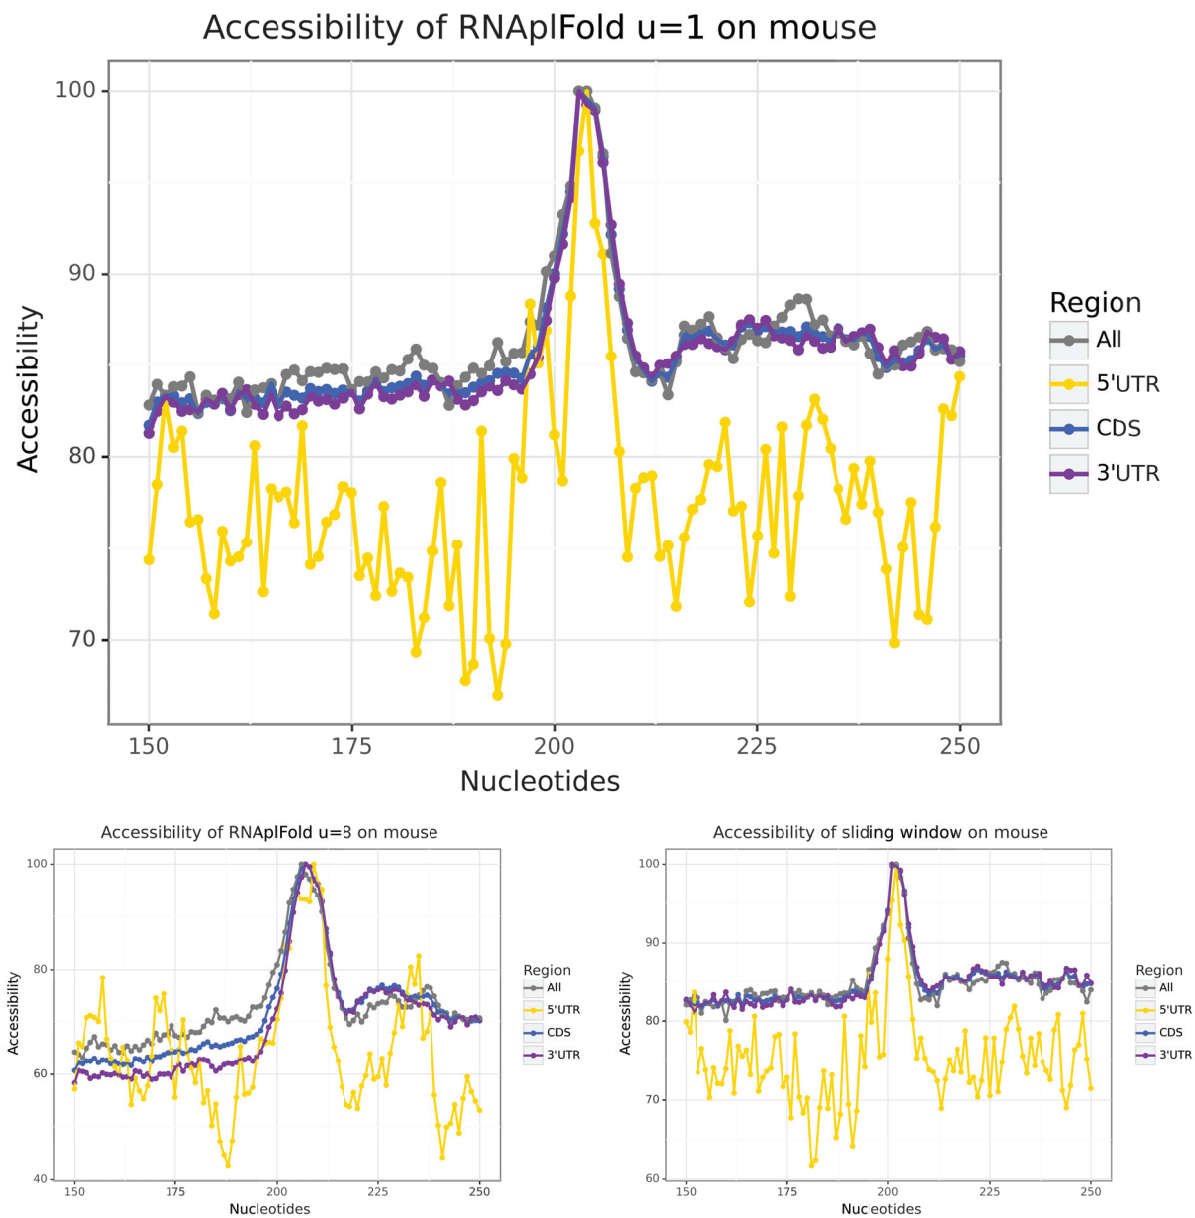 Accessibility of RNAplFold u=1 on mouse
100
90
80
70
Accessibility
150 175 200 225 250
Nucleotides
Region
All
5'UTR
CDS
3'UTR
Accessibility of RNAplFold u=8 on mouse
100
80
60
40
Accessibility
150 175 200 225 250
Nucleotides
Region
All
5'UTR
CDS
3'UTR
Accessibility of sliding window on mouse
100
90
80
70
60
Accessibility
150 175 200 225 250
Nucleotides
Region
All
5'UTR
CDS
3'UTR